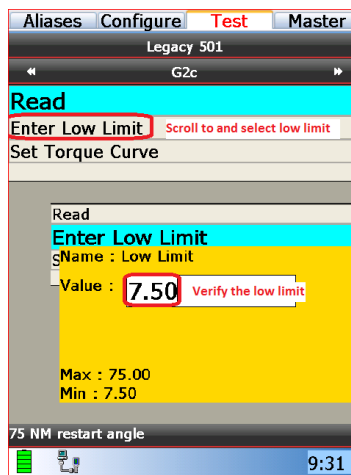 Aliases Configure Test Master
Legacy 501
G2c
Read
Enter Low Limit Scroll to and select low limit
Set Torque Curve
Read
Enter Low Limit
S
Name : Low Limit
Value : 7.50 Verify the low limit
Max : 75.00
Min : 7.50
75 NM restart angle
9:31